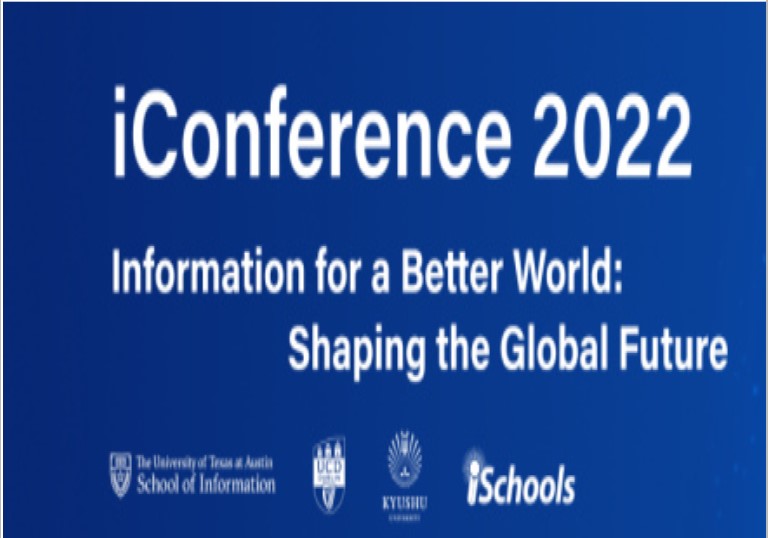 iConference 2022
Information for a Better World:
Shaping the Global Future
The University of Texas at Austin
School of Information
UCD
KYUSHU
UNIVERSITY
iSchools